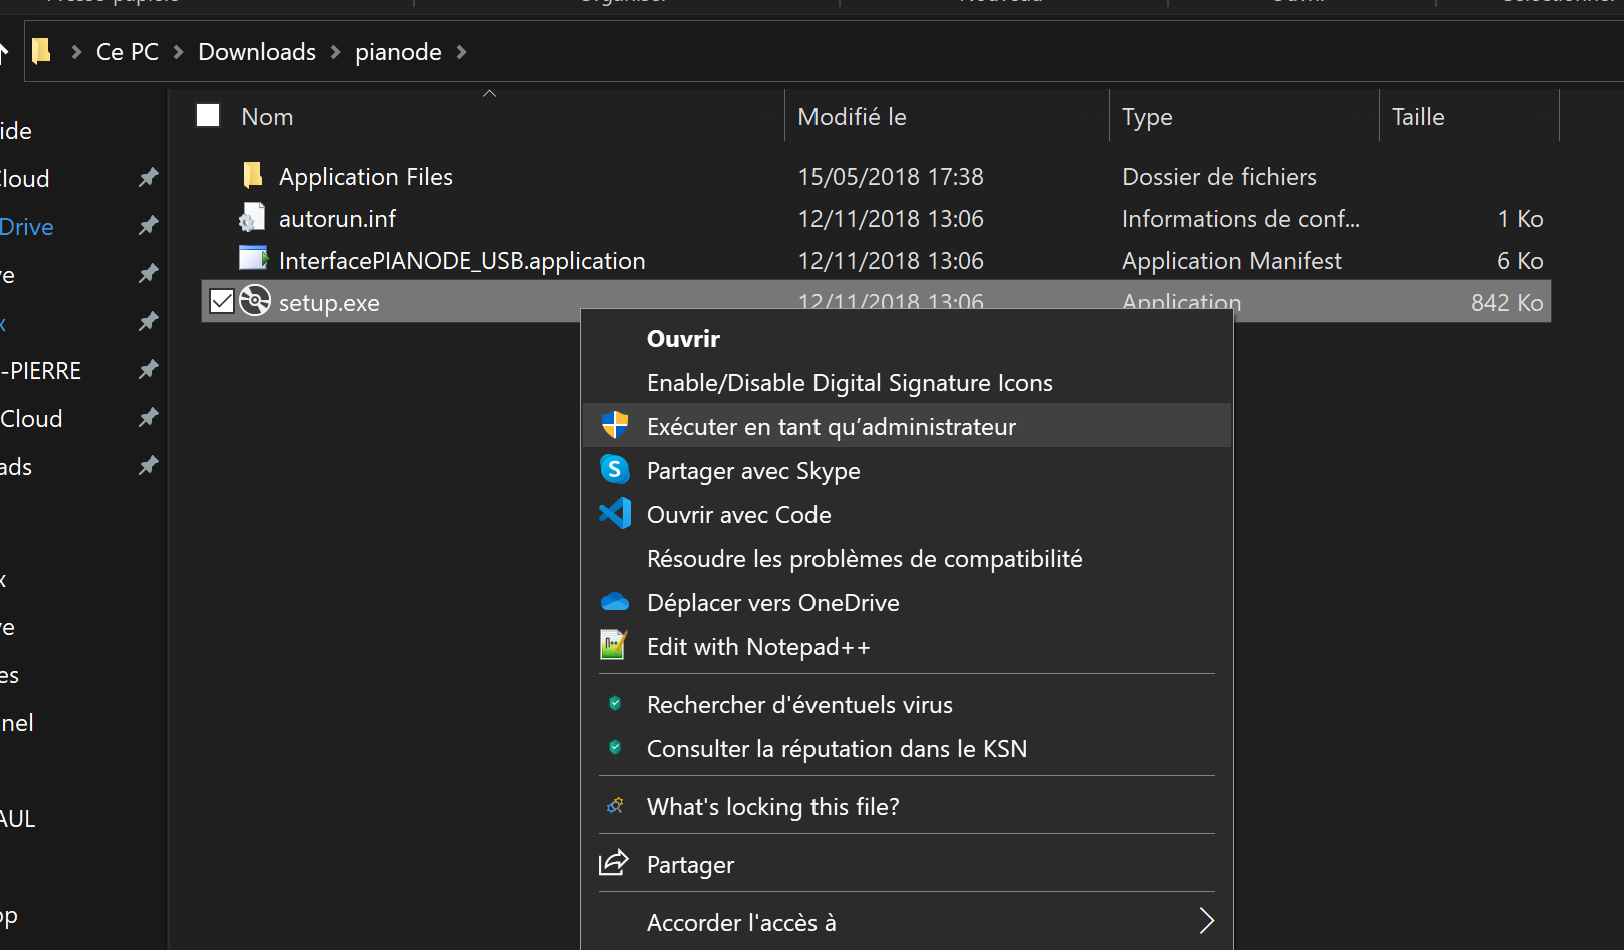 Ce PC > Downloads > pianode >
Nom Modifié le Type Taille
Application Files 15/05/2018 17:38 Dossier de fichiers
autorun.inf 12/11/2018 13:06 Informations de conf... 1 Ko
InterfacePIANODE_USB.application 12/11/2018 13:06 Application Manifest 6 Ko
setup.exe 12/11/2018 13:06 Application 842 Ko
ide
Cloud
Drive
ve
x
-PIERRE
Cloud
ads
x
ve
es
nel
AUL
op
Ouvrir
Enable/Disable Digital Signature Icons
Exécuter en tant qu’administrateur
Partager avec Skype
Ouvrir avec Code
Résoudre les problèmes de compatibilité
Déplacer vers OneDrive
Edit with Notepad++
Rechercher d'éventuels virus
Consulter la réputation dans le KSN
What's locking this file?
Partager
Accorder l'accès à